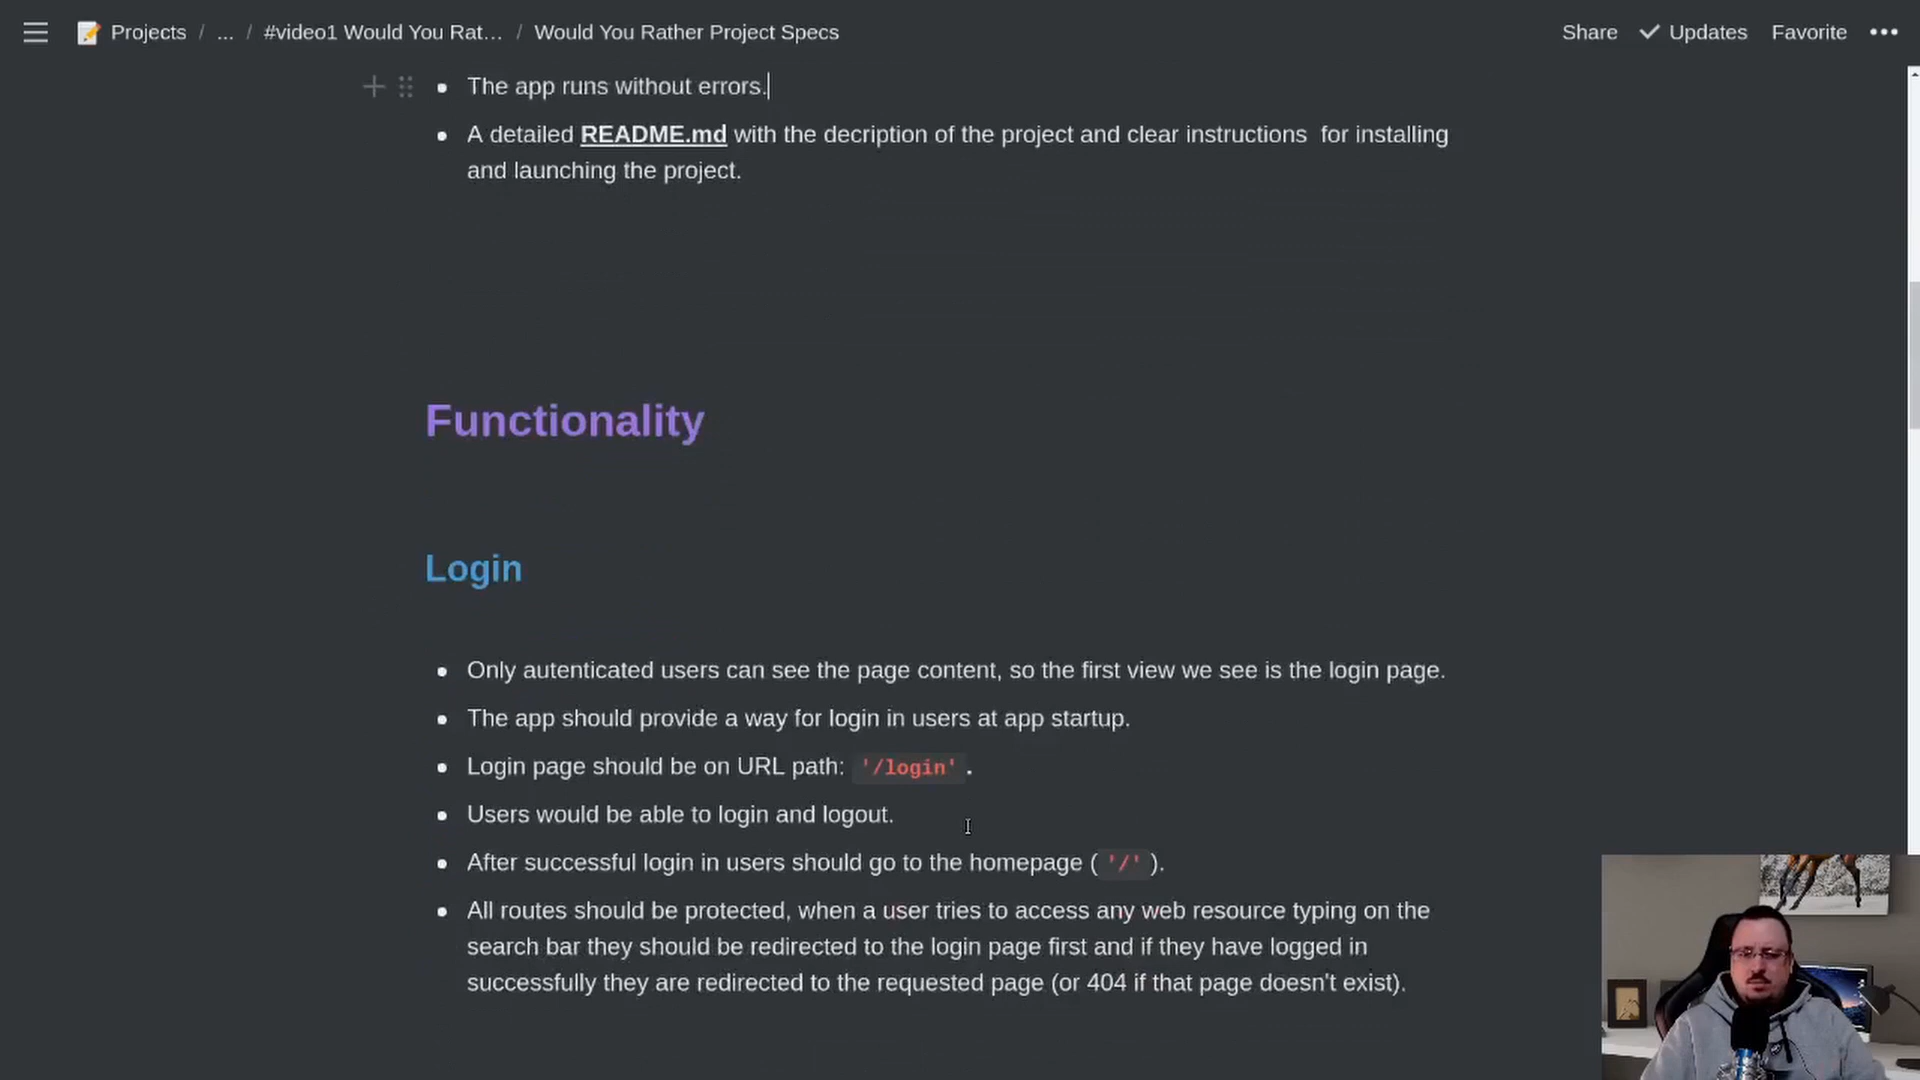 Projects / ... / #video1 Would You Rat... / Would You Rather Project Specs
Share Updates Favorite
The app runs without errors.
A detailed README.md with the decription of the project and clear instructions for installing
and launching the project.
Functionality
Login
Only autenticated users can see the page content, so the first view we see is the login page.
The app should provide a way for login in users at app startup.
Login page should be on URL path: '/login' .
Users would be able to login and logout.
After successful login in users should go to the homepage ( '/' ).
All routes should be protected, when a user tries to access any web resource typing on the
search bar they should be redirected to the login page first and if they have logged in
successfully they are redirected to the requested page (or 404 if that page doesn't exist).